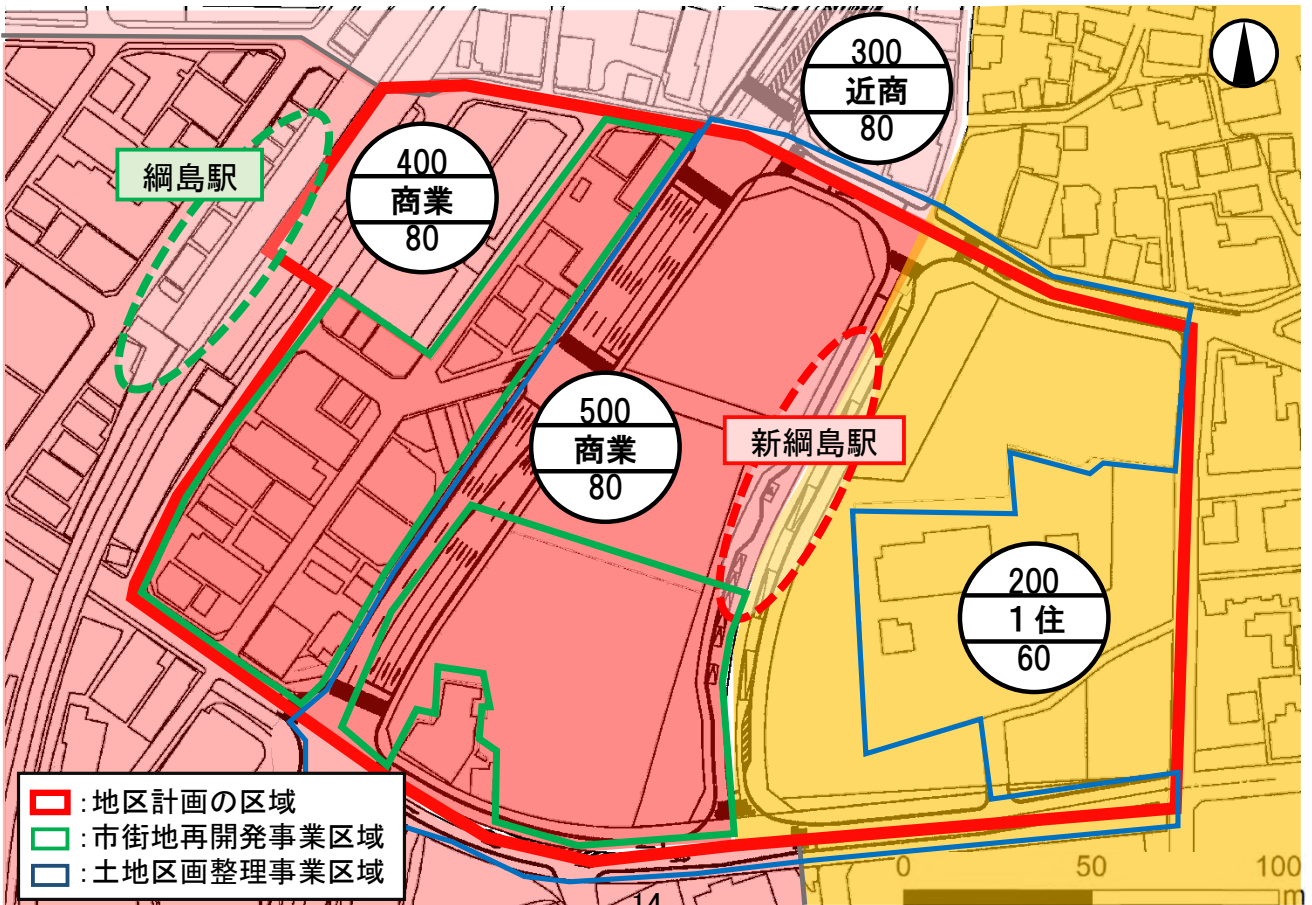 300
近商
80
綱島駅
400
商業
80
500
商業
80
新綱島駅
200
1住
60
:地区計画の区域
:市街地再開発事業区域
:土地区画整理事業区域
0 50 100
m
14